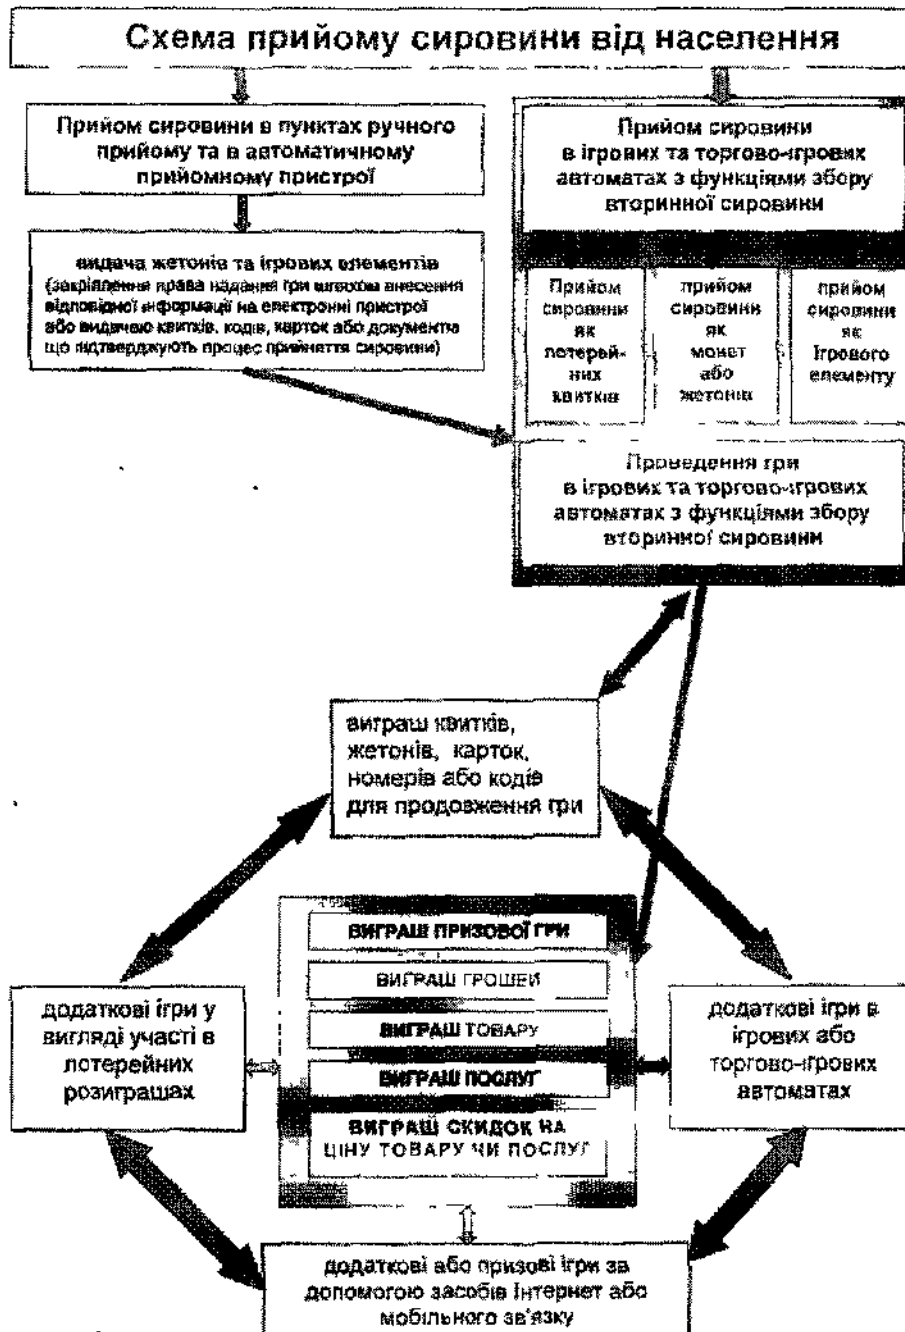 Схема прийому сировини від населення
Прийом сировини в пунктах ручного
прийому та в автоматичному
прийомному пристрої
Прийом сировини
в ігрових та торгово-ігрових
автоматах з функціями збору
вторинної сировини
видача жетонів та ігрових елементів
(закріплення права надання гри шляхом внесення
відповідної інформації на електронні пристрої
або видачею квитків, кодів, карток або документа
що підтверджують процес прийняття сировини)
Прийом
сировини
як
лотерей-
них
квитків
прийом
сировини
як
монет
або
жетонів
прийом
сировини
як
ігрового
елементу
Проведення гри
в ігрових та торгово-ігрових
автоматах з функціями збору
вторинної сировини
виграш квитків,
жетонів, карток,
номерів або кодів
для продовження гри
ВИГРАШ ПРИЗОВОЇ ГРИ
ВИГРАШ ГРОШЕЙ
ВИГРАШ ТОВАРУ
ВИГРАШ ПОСЛУГ
ВИГРАШ СКИДОК НА
ЦІНУ ТОВАРУ ЧИ ПОСЛУГ
додаткові ігри у
вигляді участі в
лотерейних
розиграшах
додаткові ігри в
ігрових або
торгово-ігрових
автоматах
додаткові або призові ігри за
допомогою засобів Інтернет або
мобільного зв'язку